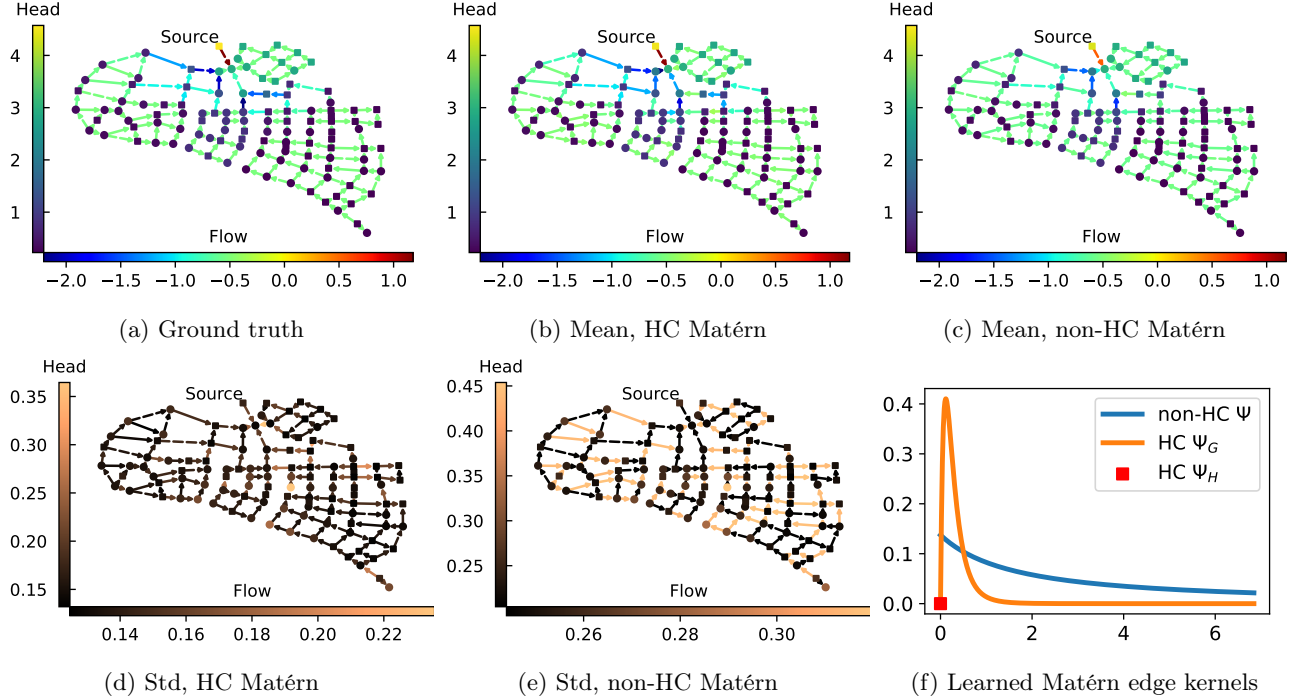 Head
Source
4
3
2
1
Flow
−2.0 −1.5 −1.0 −0.5 0.0 0.5 1.0
(a) Ground truth
Head
Source
4
3
2
1
Flow
−2.0 −1.5 −1.0 −0.5 0.0 0.5 1.0
(b) Mean, HC Matérn
Head
Source
4
3
2
1
Flow
−2.0 −1.5 −1.0 −0.5 0.0 0.5 1.0
(c) Mean, non-HC Matérn
Head
Source
0.35
0.30
0.25
0.20
0.15
Flow
0.14 0.16 0.18 0.20 0.22
(d) Std, HC Matérn
Head
Source
0.45
0.40
0.35
0.30
0.25
Flow
0.26 0.28 0.30
(e) Std, non-HC Matérn
0.4
0.3
0.2
0.1
0.0
non-HC Ψ
HC Ψ_G
HC Ψ_H
0 2 4 6
(f) Learned Matérn edge kernels